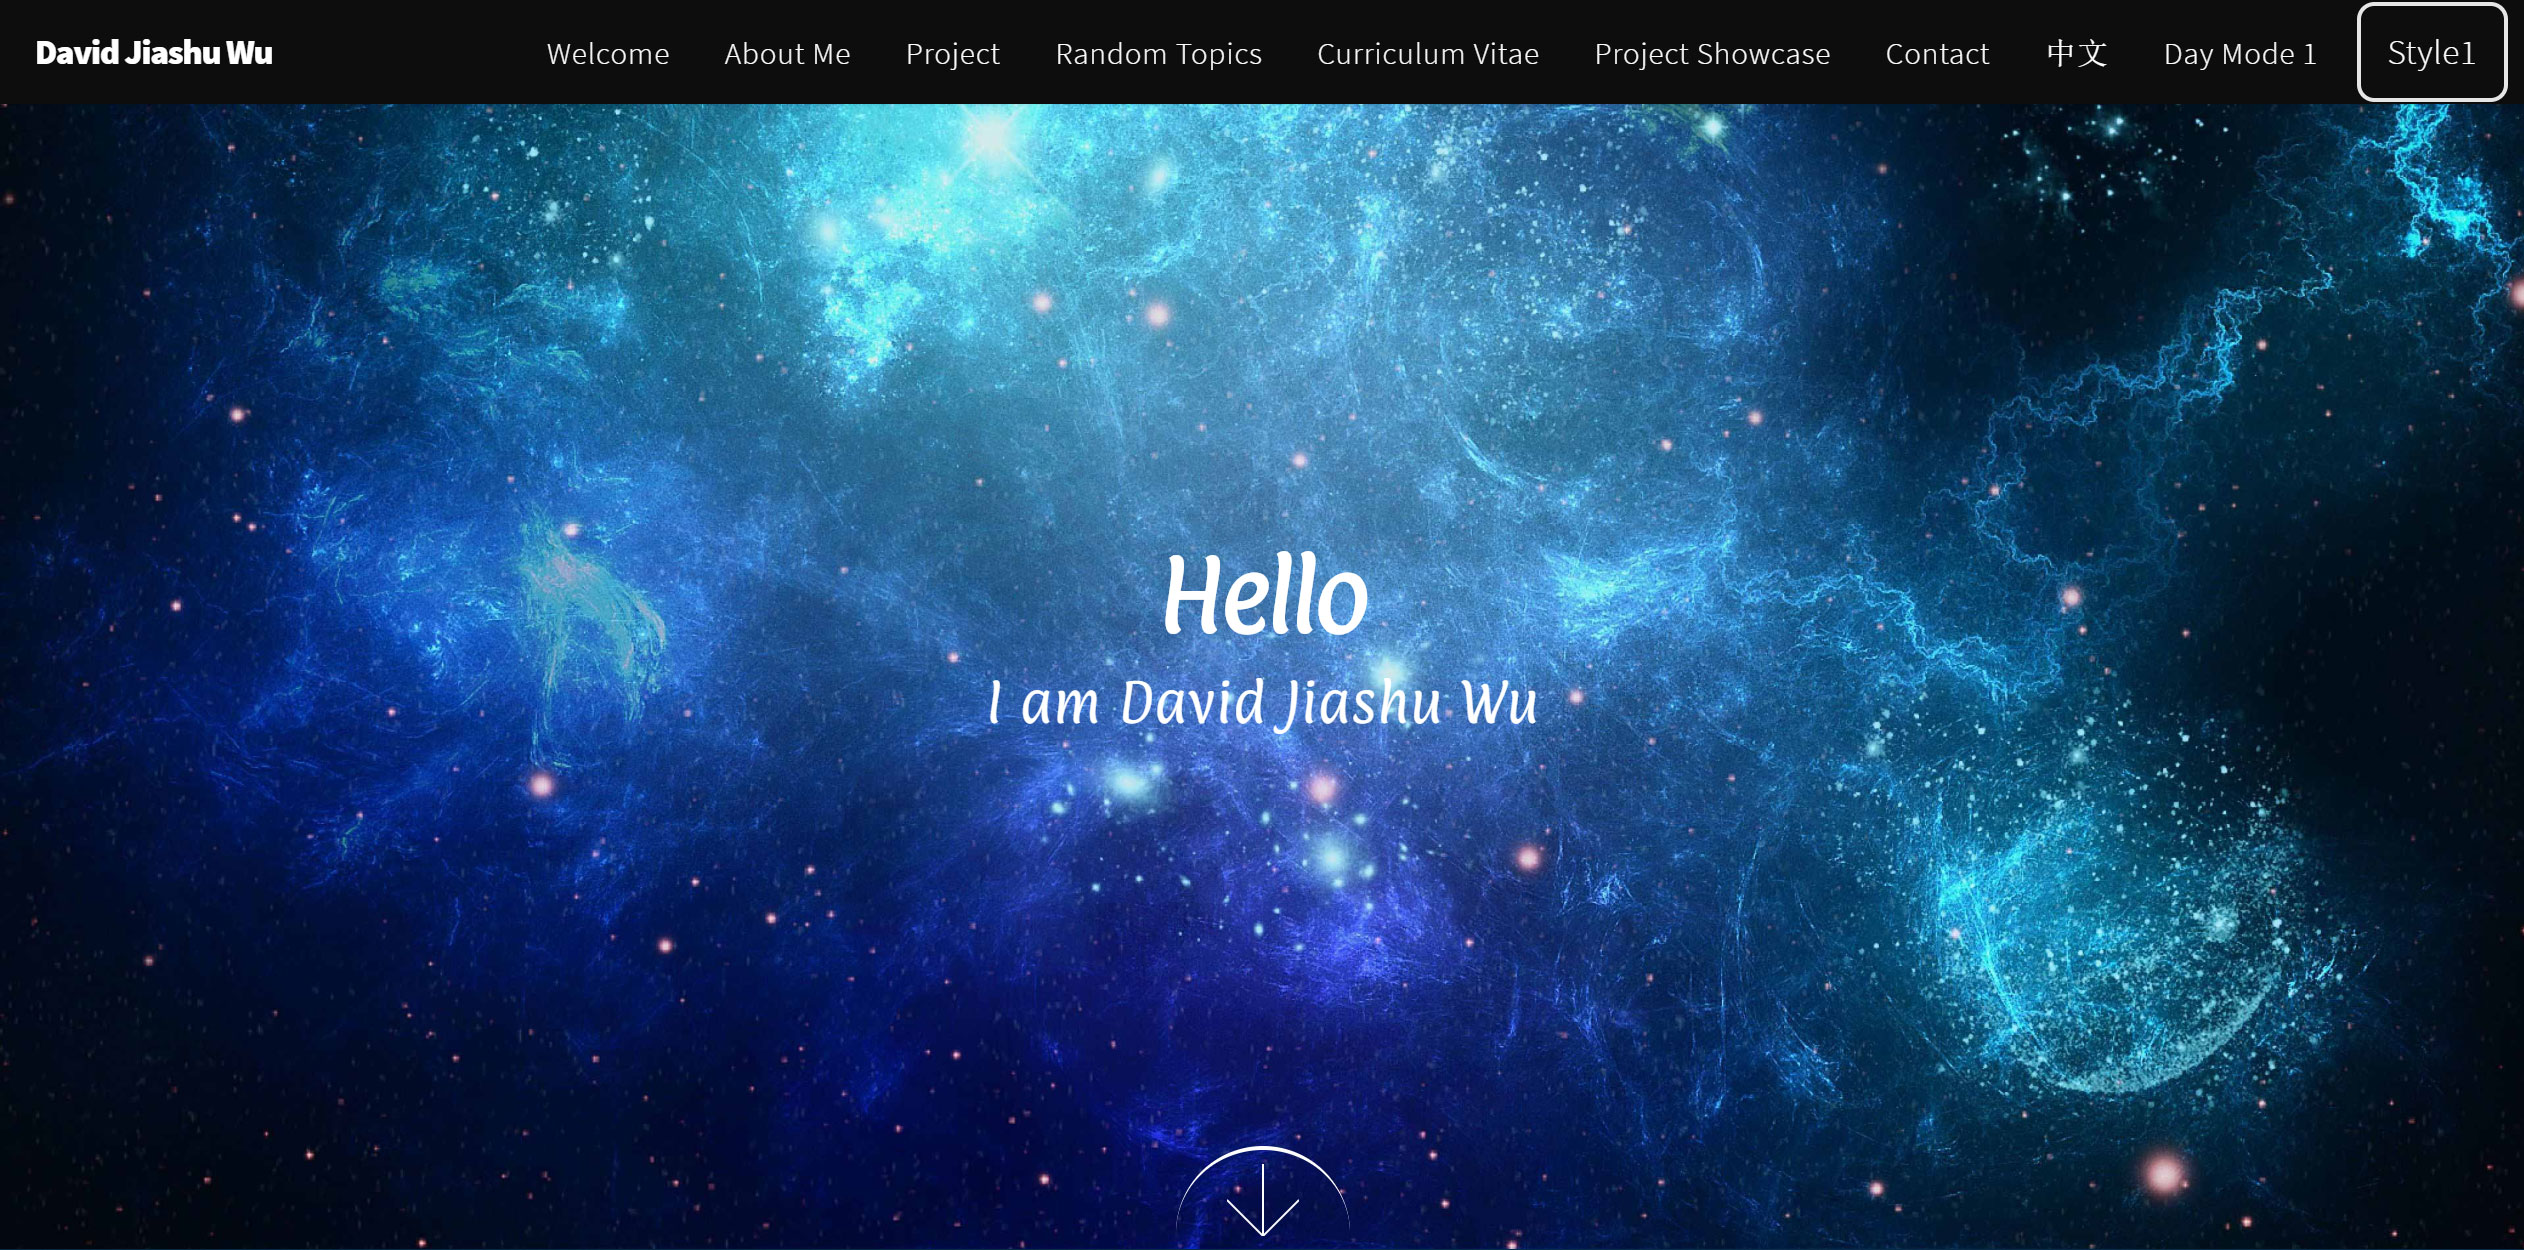 David Jiashu Wu Welcome About Me Project Random Topics Curriculum Vitae Project Showcase Contact 中文 Day Mode 1 Style1
Hello
I am David Jiashu Wu